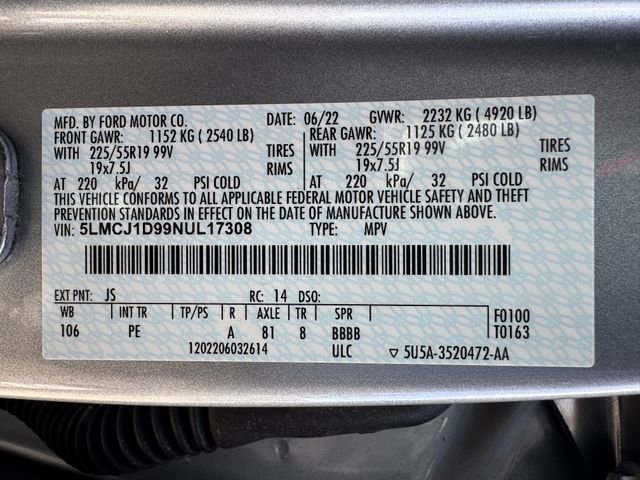 MFD. BY FORD MOTOR CO. DATE: 06/22 GVWR: 2232 KG ( 4920 LB)
FRONT GAWR: 1152 KG ( 2540 LB) REAR GAWR: 1125 KG ( 2480 LB)
WITH 225/55R19 99V TIRES WITH 225/55R19 99V TIRES
19x7.5J RIMS 19x7.5J RIMS
AT 220 kPa/ 32 PSI COLD AT 220 kPa/ 32 PSI COLD
THIS VEHICLE CONFORMS TO ALL APPLICABLE FEDERAL MOTOR VEHICLE SAFETY AND THEFT
PREVENTION STANDARDS IN EFFECT ON THE DATE OF MANUFACTURE SHOWN ABOVE.
VIN: 5LMCJ1D99NUL17308 TYPE: MPV
EXT PNT: JS RC: 14 DSO:
WB INT TR TP/PS R AXLE TR SPR F0100
106 PE A 81 8 BBBB T0163
1202206032614 ULC ▽ 5U5A-3520472-AA